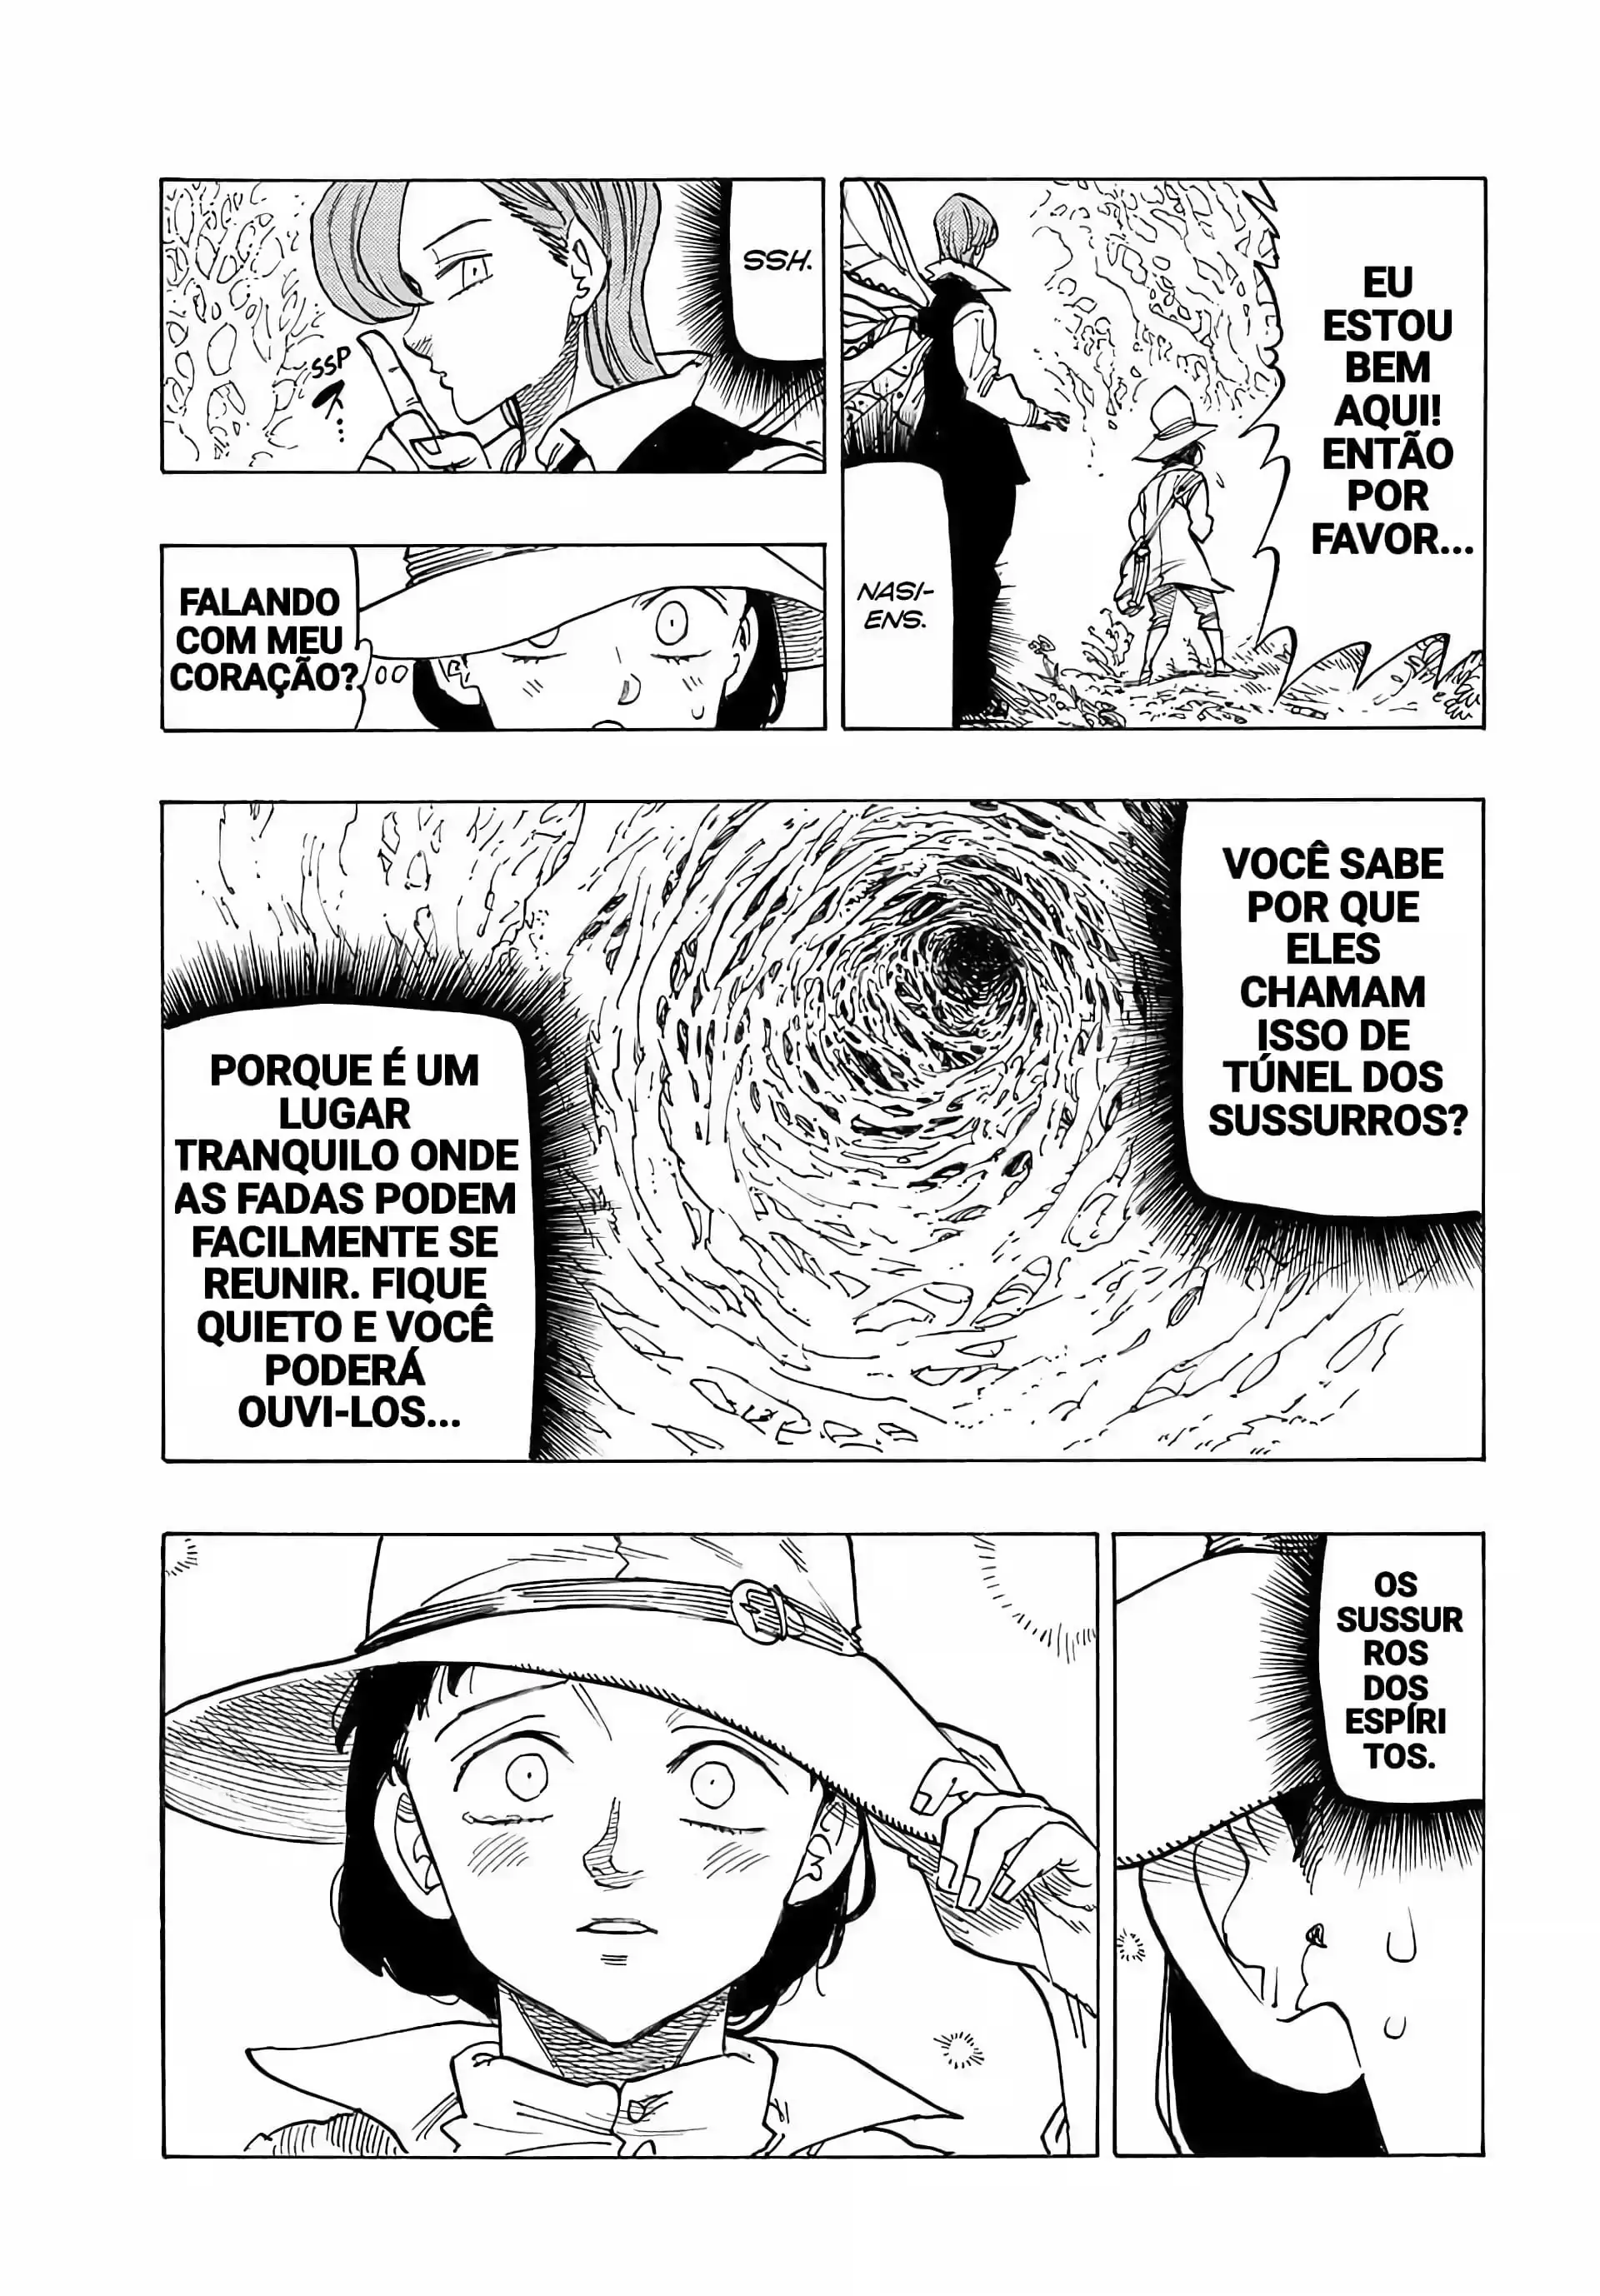 EU
ESTOU
BEM
AQUI!
ENTÃO
POR
FAVOR...
NASI-
ENS.
SSH.
SSP
ス
...
FALANDO
COM MEU
CORAÇÃO?
VOCÊ SABE
POR QUE
ELES
CHAMAM
ISSO DE
TÚNEL DOS
SUSSURROS?
PORQUE É UM
LUGAR
TRANQUILO ONDE
AS FADAS PODEM
FACILMENTE SE
REUNIR. FIQUE
QUIETO E VOCÊ
PODERÁ
OUVI-LOS...
OS
SUSSUR
ROS
DOS
ESPÍRI
TOS.